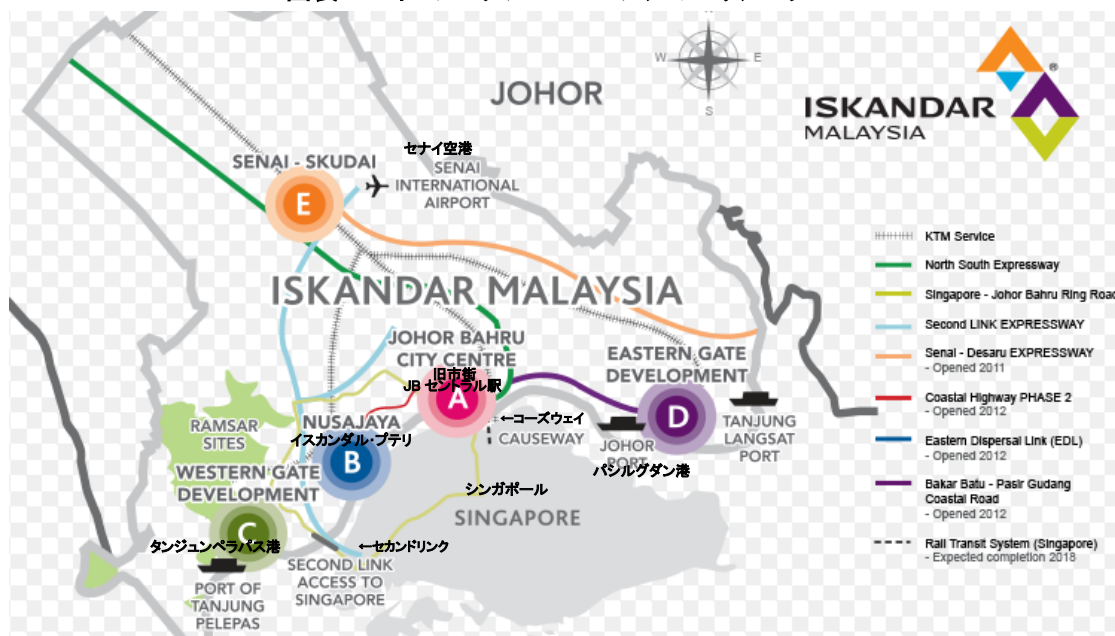 N
W E
S
JOHOR
ISKANDAR
MALAYSIA
®
セナイ空港
SENAI - SKUDAI
SENAI
INTERNATIONAL
AIRPORT
E
ISKANDAR MALAYSIA
JOHOR BAHRU
CITY CENTRE
旧市街
JB セントラル駅
A
EASTERN GATE
DEVELOPMENT
D
RAMSAR
SITES
NUSAJAYA
イスカンダル・プテリ
B
←コーズウェイ
CAUSEWAY
JOHOR
PORT
パシルグダン港
TANJUNG
LANGSAT
PORT
WESTERN GATE
DEVELOPMENT
C
シンガポール
SINGAPORE
タンジュンペラパス港
←セカンドリンク
PORT OF
TANJUNG
PELEPAS
SECOND LINK
ACCESS TO
SINGAPORE
KTM Service
North South Expressway
Singapore - Johor Bahru Ring Road
Second LINK EXPRESSWAY
Senai - Desaru EXPRESSWAY
- Opened 2011
Coastal Highway PHASE 2
- Opened 2012
Eastern Dispersal Link (EDL)
- Opened 2012
Bakar Batu - Pasir Gudang
Coastal Road
- Opened 2012
Rail Transit System (Singapore)
- Expected completion 2018